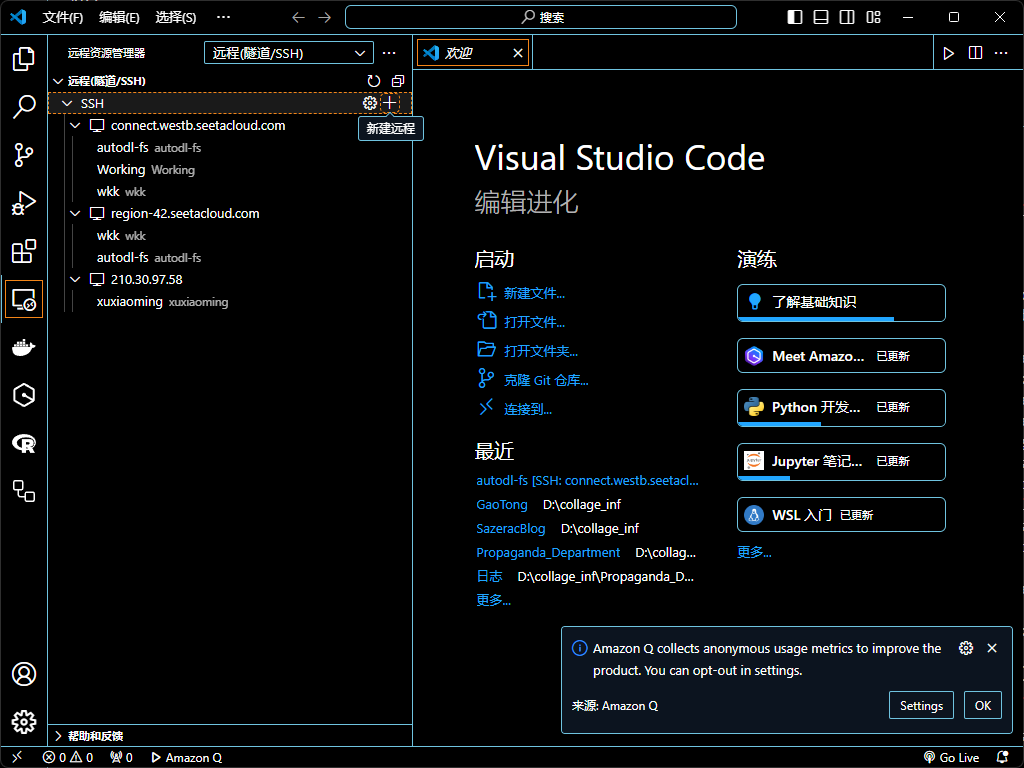 文件(F) 编辑(E) 选择(S) ··· 搜索
远程资源管理器 远程(隧道/SSH) ···
欢迎
远程(隧道/SSH)
SSH
新建远程
connect.westb.seetacloud.com
autodl-fs autodl-fs
Working Working
wkk wkk
region-42.seetacloud.com
wkk wkk
autodl-fs autodl-fs
210.30.97.58
xuxiaoming xuxiaoming
帮助和反馈
Visual Studio Code
编辑进化
启动
新建文件...
打开文件...
打开文件夹...
克隆 Git 仓库...
连接到...
最近
autodl-fs [SSH: connect.westb.seetacl...
GaoTong D:\collage_inf
SazeracBlog D:\collage_inf
Propaganda_Department D:\collag...
日志 D:\collage_inf\Propaganda_D...
更多...
演练
了解基础知识
Meet Amazo... 已更新
Python 开发... 已更新
Jupyter 笔记... 已更新
WSL 入门 已更新
更多...
Amazon Q collects anonymous usage metrics to improve the
product. You can opt-out in settings.
来源: Amazon Q Settings OK
0 0 0 Amazon Q Go Live